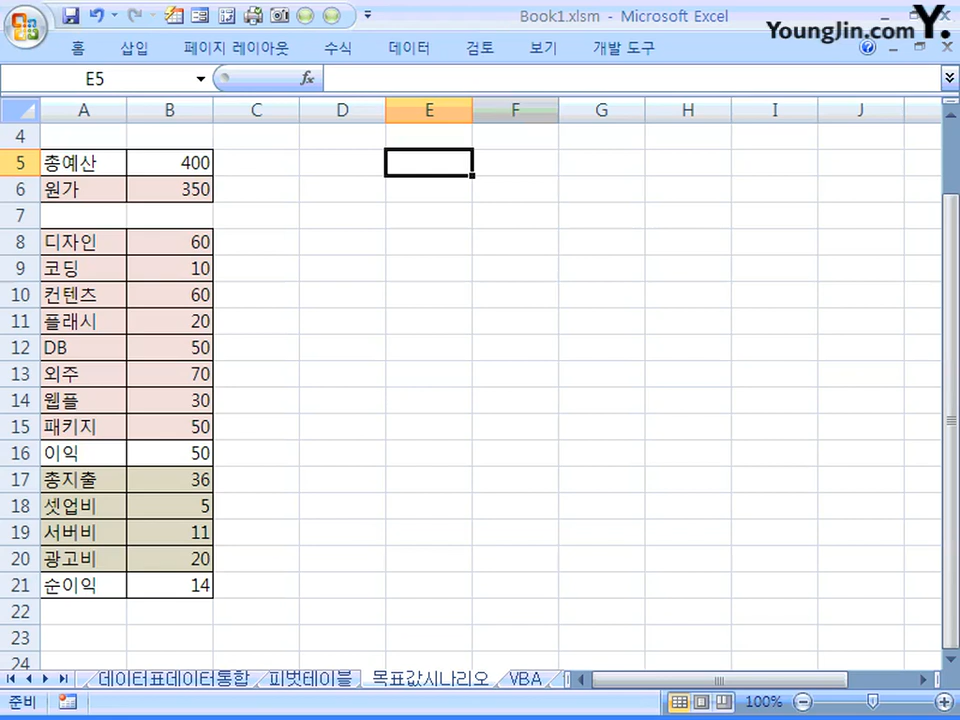 Book1.xlsm - Microsoft Excel
YoungJin.com Y.
홈 삽입 페이지 레이아웃 수식 데이터 검토 보기 개발 도구
E5 fx
A B C D E F G H I J
4
5 총예산 400
6 원가 350
7
8 디자인 60
9 코딩 10
10 컨텐츠 60
11 플래시 20
12 DB 50
13 외주 70
14 웹플 30
15 패키지 50
16 이익 50
17 총지출 36
18 셋업비 5
19 서버비 11
20 광고비 20
21 순이익 14
22
23
24
데이터표데이터통합 피벗테이블 목표값시나리오 VBA
준비 100%